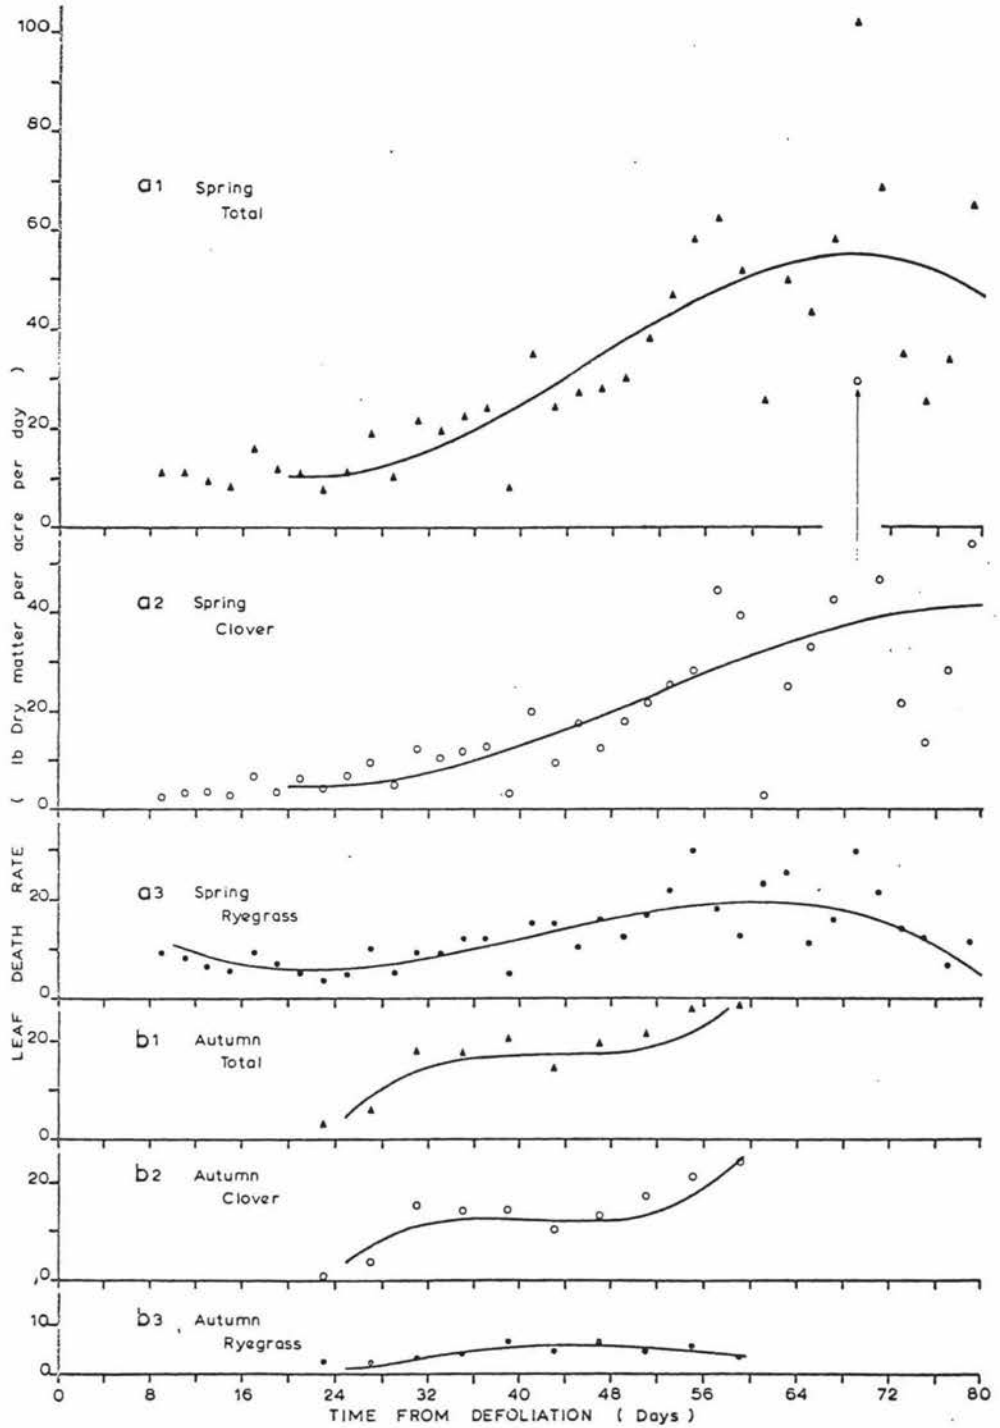 100
80
a1 Spring
Total
60
40
20
0
a2 Spring
Clover
40
20
0
a3 Spring
Ryegrass
20
0
b1 Autumn
Total
20
0
b2 Autumn
Clover
20
0
b3 Autumn
Ryegrass
10
0
0 8 16 24 32 40 48 56 64 72 80
TIME FROM DEFOLIATION ( Days )
LEAF DEATH RATE ( lb Dry matter per acre per day )